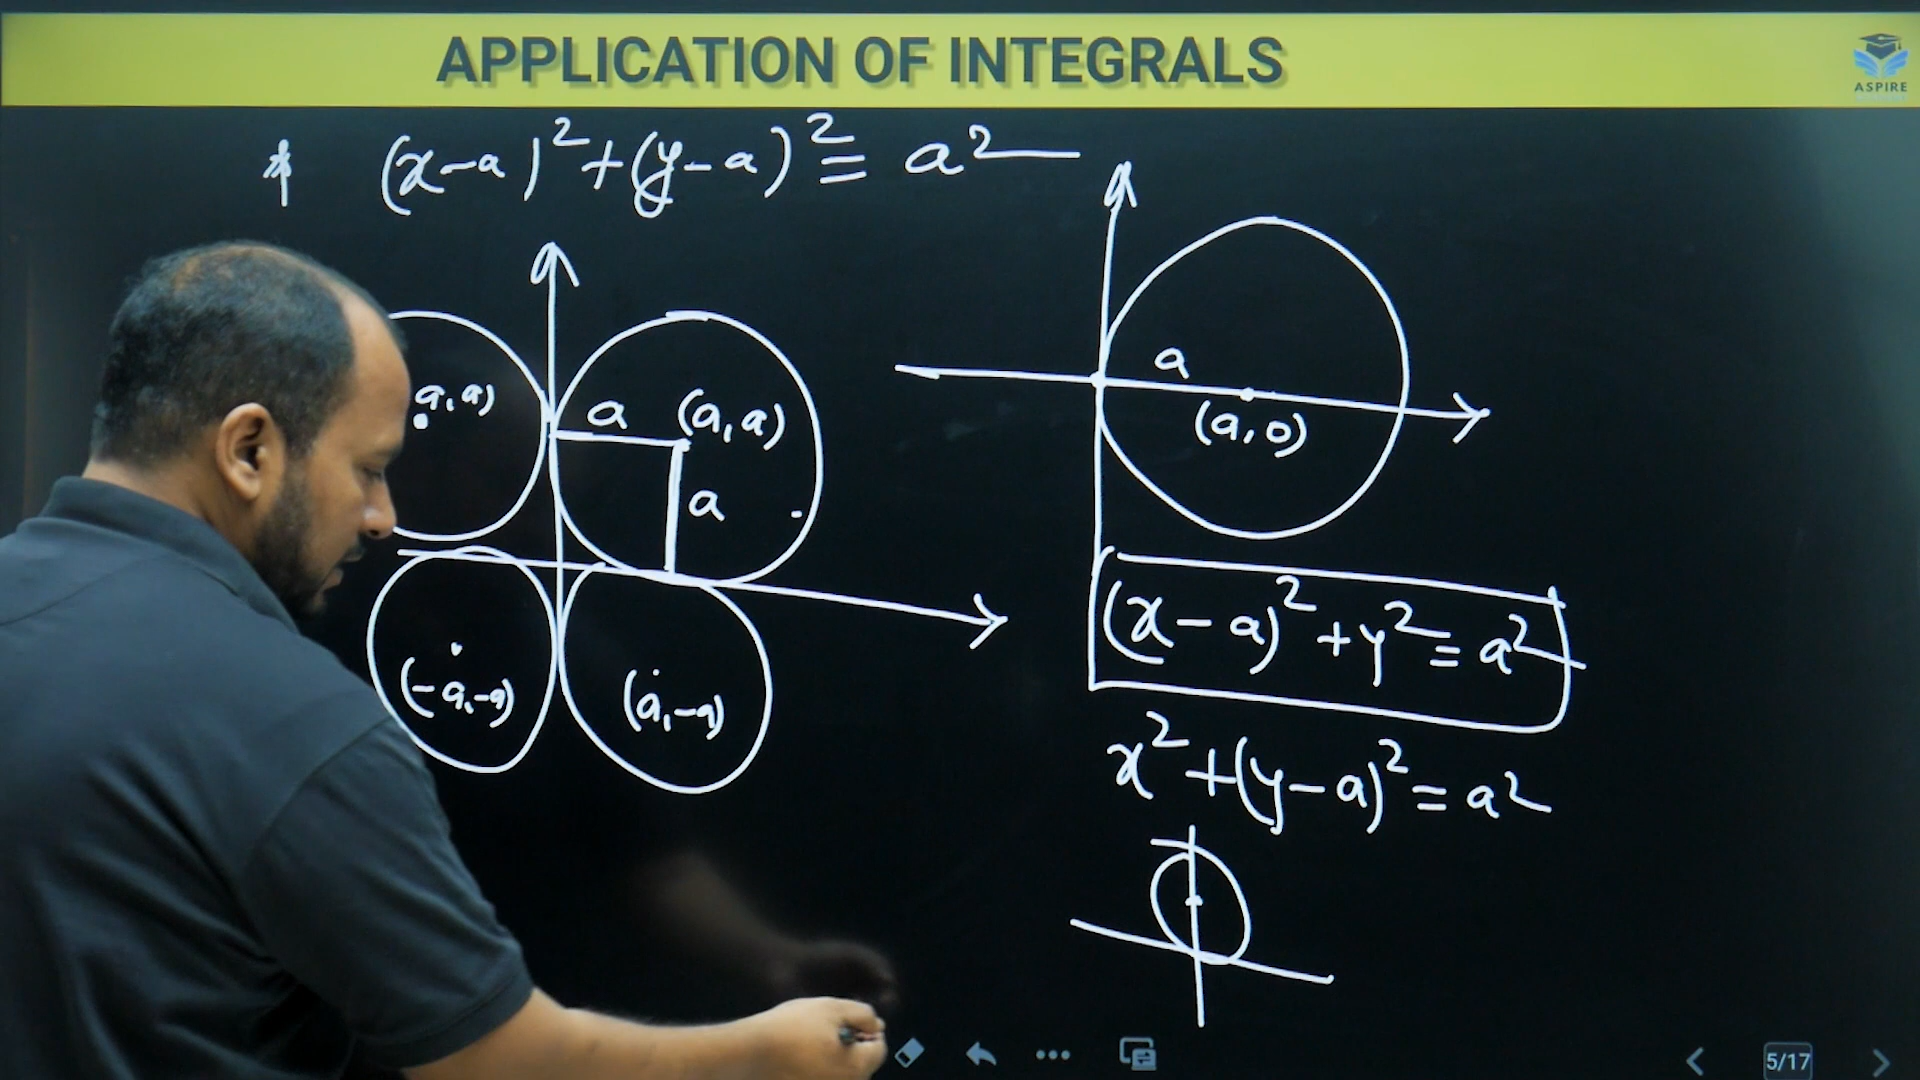 APPLICATION OF INTEGRALS
ASPIRE
* (x-a)²+(y-a)²=a²
a,a)
a
(a,a)
a
(-a,-a)
(a,-a)
a
(a,0)
(x-a)²+y²=a²
x²+(y-a)²=a²
5/17